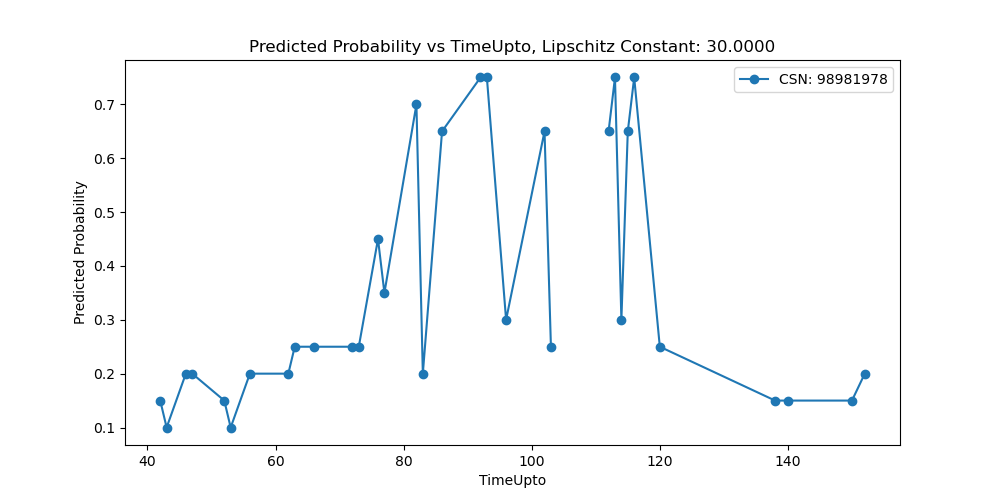 Predicted Probability vs TimeUpto, Lipschitz Constant: 30.0000
CSN: 98981978
Predicted Probability
0.7
0.6
0.5
0.4
0.3
0.2
0.1
40 60 80 100 120 140
TimeUpto